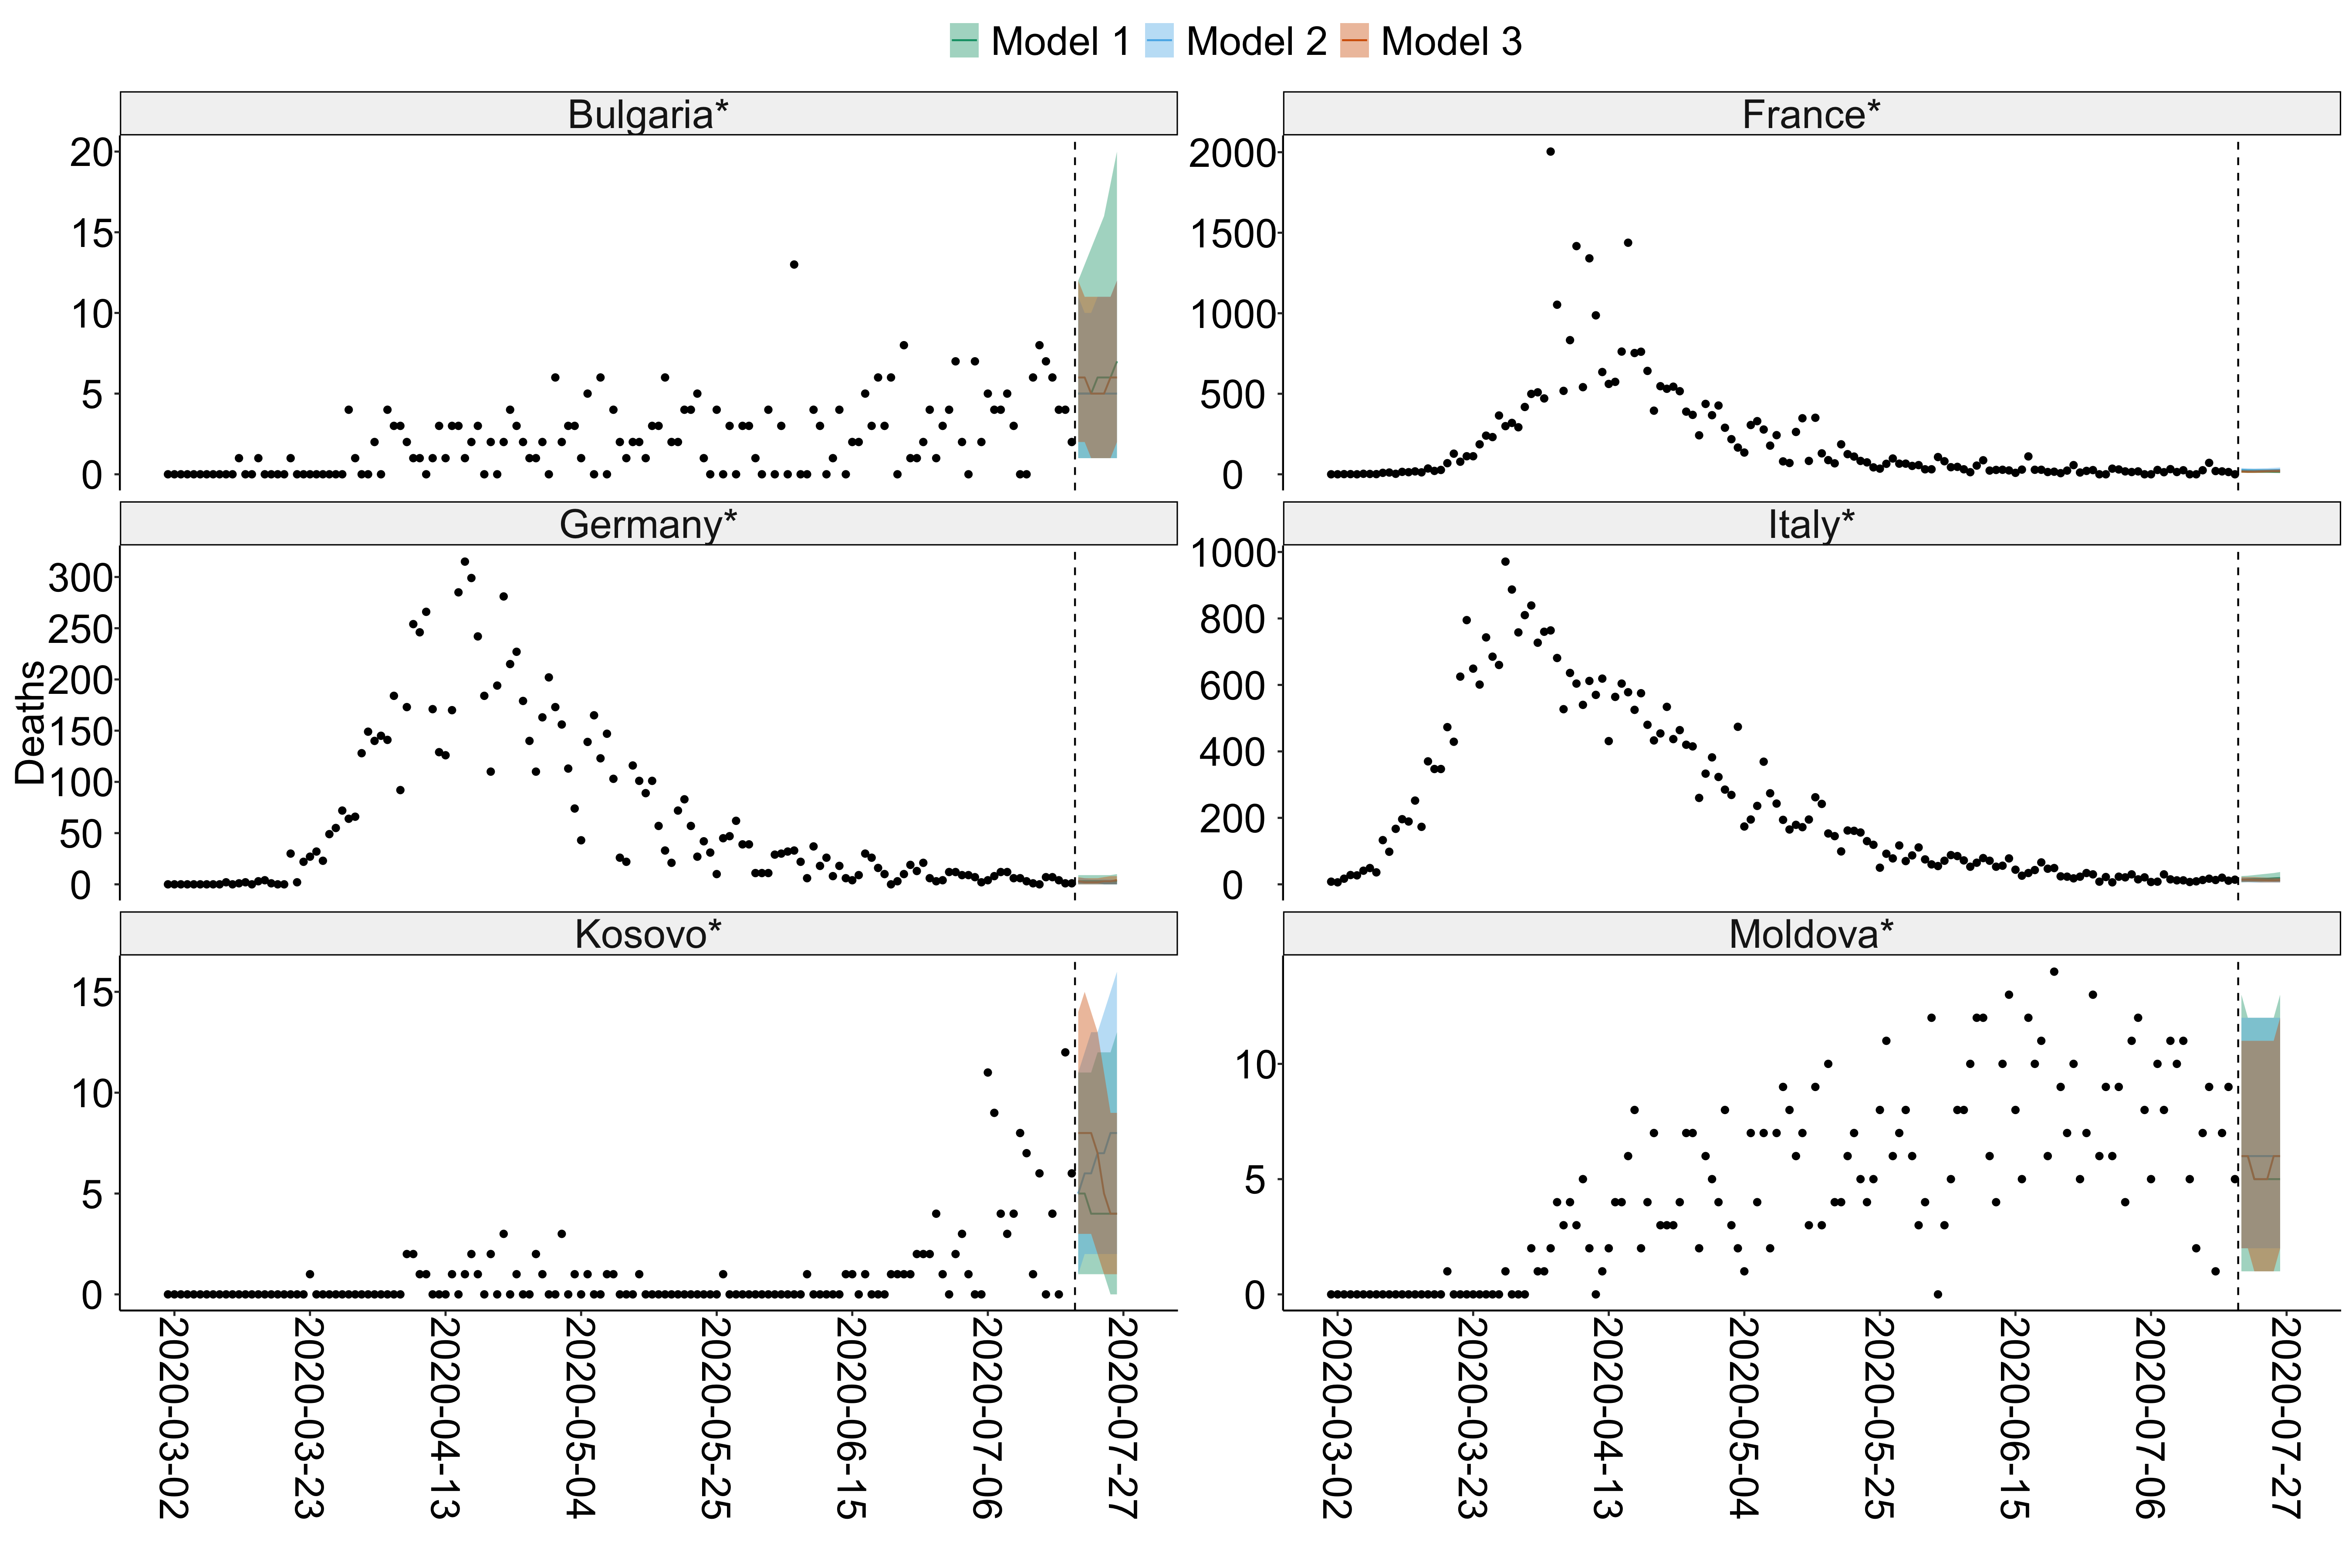 Model 1 Model 2 Model 3
Bulgaria* France*
20 15 10 5 0
2000 1500 1000 500 0
Germany* Italy*
300 250 200 150 100 50 0
1000 800 600 400 200 0
Deaths
Kosovo* Moldova*
15 10 5 0
10 5 0
2020-03-02 2020-03-23 2020-04-13 2020-05-04 2020-05-25 2020-06-15 2020-07-06 2020-07-27
2020-03-02 2020-03-23 2020-04-13 2020-05-04 2020-05-25 2020-06-15 2020-07-06 2020-07-27